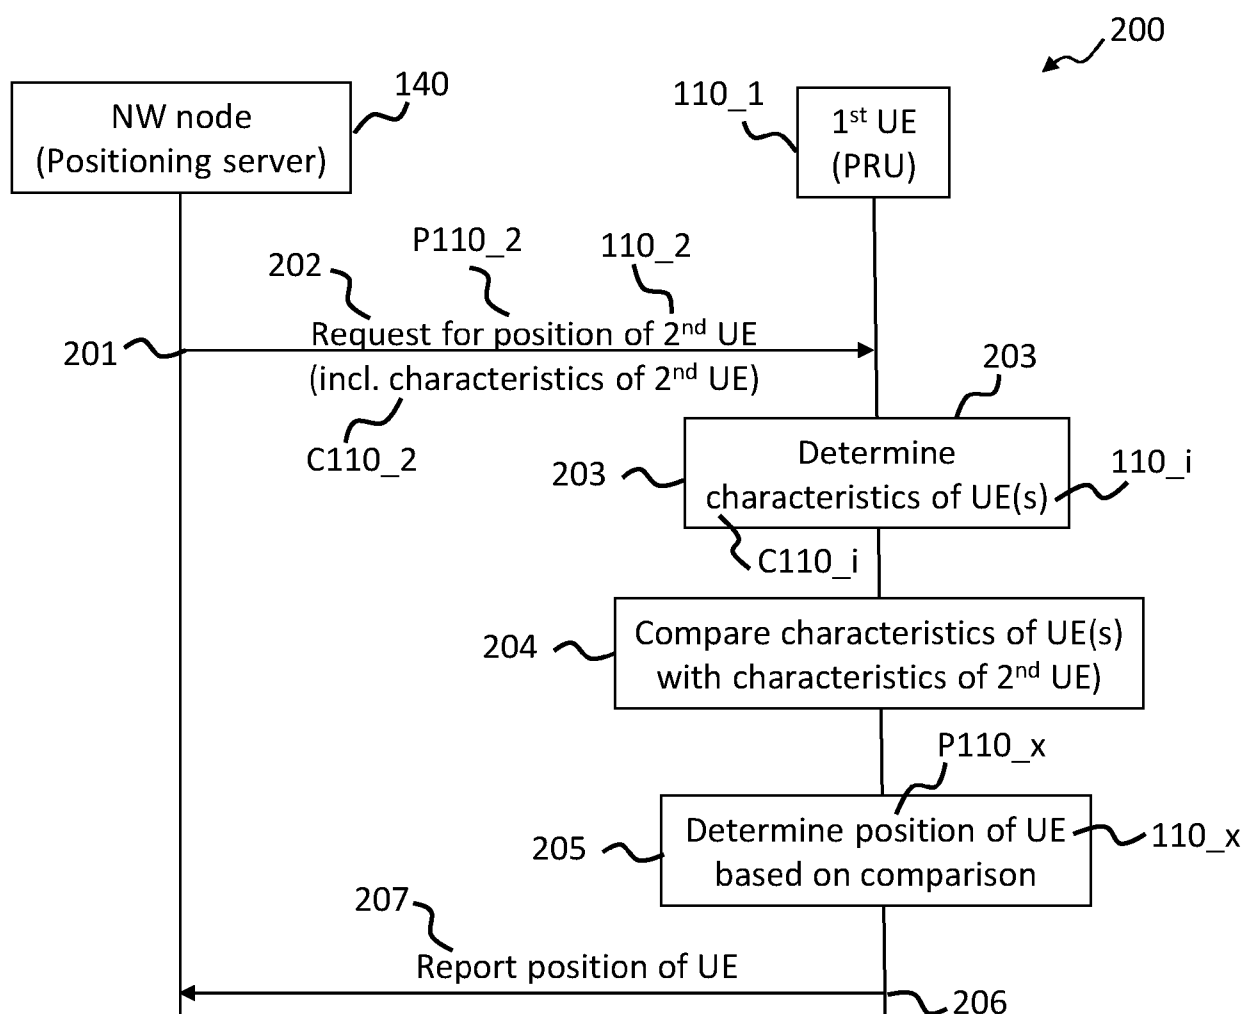 200
140
NW node
(Positioning server)
110_1
1st UE
(PRU)
P110_2
110_2
202
Request for position of 2nd UE
201
(incl. characteristics of 2nd UE)
C110_2
203
Determine
characteristics of UE(s)
203
110_i
C110_i
204
Compare characteristics of UE(s)
with characteristics of 2nd UE)
P110_x
205
Determine position of UE
based on comparison
110_x
207
Report position of UE
206